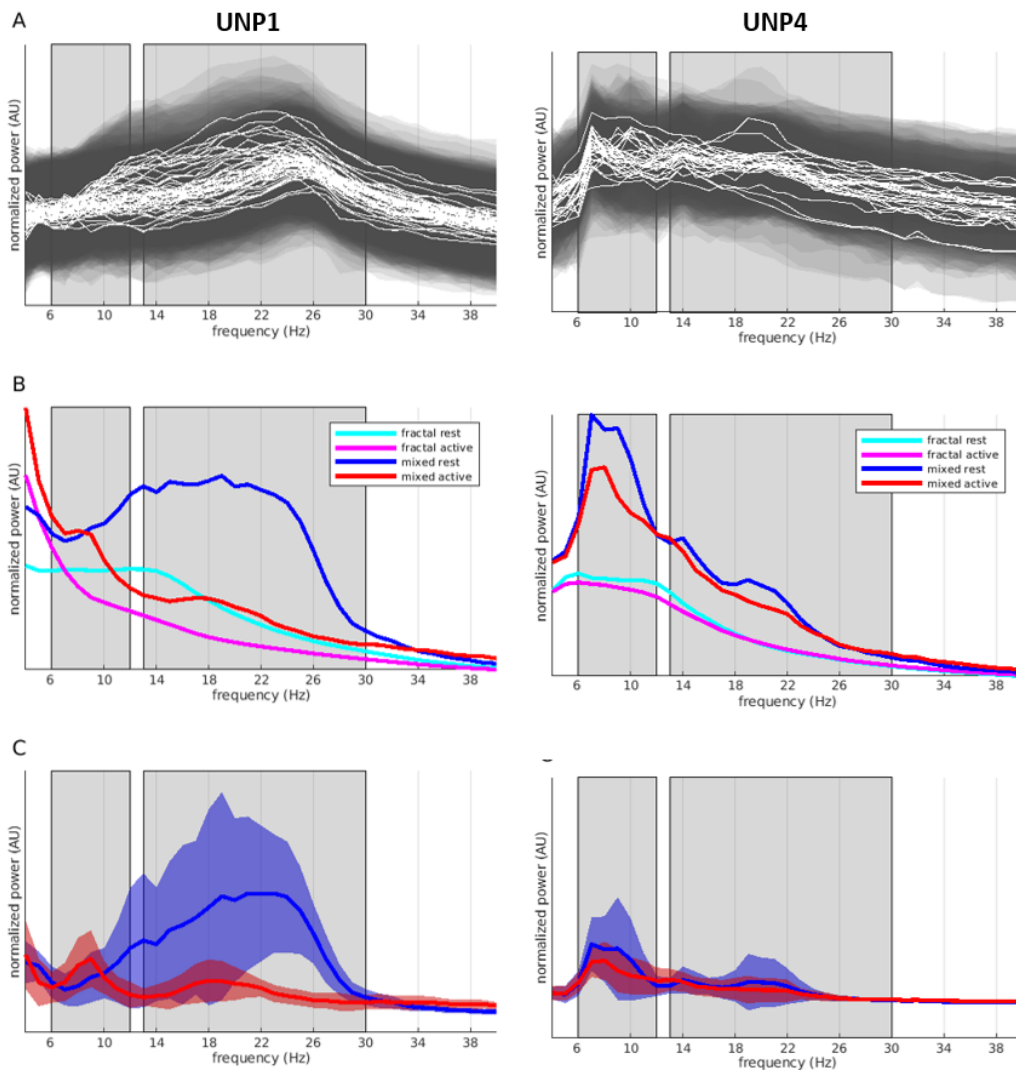 A
UNP1
UNP4
normalized power (AU)
6 10 14 18 22 26 30 34 38
frequency (Hz)
normalized power (AU)
6 10 14 18 22 26 30 34 38
frequency (Hz)
B
normalized power (AU)
fractal rest
fractal active
mixed rest
mixed active
6 10 14 18 22 26 30 34 38
frequency (Hz)
normalized power (AU)
fractal rest
fractal active
mixed rest
mixed active
6 10 14 18 22 26 30 34 38
frequency (Hz)
C
normalized power (AU)
6 10 14 18 22 26 30 34 38
frequency (Hz)
normalized power (AU)
6 10 14 18 22 26 30 34 38
frequency (Hz)